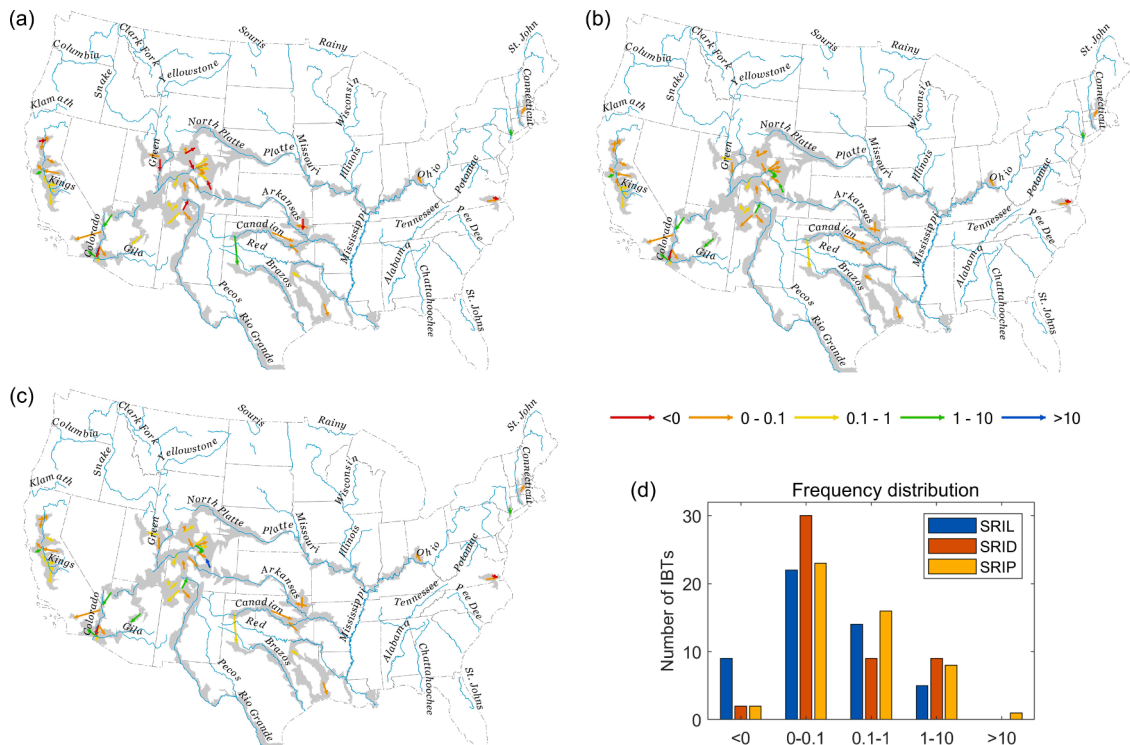 (a)
St. John
Clark Fork
Souris
Rainy
Columbia
Snake
Yellowstone
Wisconsin
Connecticut
Klamath
North Platte
Platte
Missouri
Illinois
Green
Ohio
Potomac
Kings
Arkansas
Mississippi
Tennessee
Pee Dee
Colorado
Canadian
Gila
Red
Brazos
Alabama
Chattahoochee
Pecos
St. Johns
Rio Grande
(b)
St. John
Clark Fork
Souris
Rainy
Columbia
Snake
Yellowstone
Wisconsin
Connecticut
Klamath
North Platte
Platte
Missouri
Illinois
Green
Ohio
Potomac
Kings
Arkansas
Mississippi
Tennessee
Pee Dee
Colorado
Canadian
Gila
Red
Brazos
Alabama
Chattahoochee
Pecos
St. Johns
Rio Grande
(c)
St. John
Clark Fork
Souris
Rainy
Columbia
Snake
Yellowstone
Wisconsin
Connecticut
Klamath
North Platte
Platte
Missouri
Illinois
Green
Ohio
Potomac
Kings
Arkansas
Mississippi
Tennessee
Pee Dee
Colorado
Canadian
Gila
Red
Brazos
Alabama
Chattahoochee
Pecos
St. Johns
Rio Grande
<0 0 - 0.1 0.1 - 1 1 - 10 >10
(d)
Frequency distribution
Number of IBTs
30
20
10
0
SRIL
SRID
SRIP
<0 0-0.1 0.1-1 1-10 >10